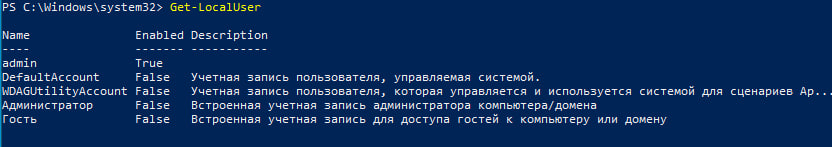 PS C:\Windows\system32> Get-LocalUser
Name Enabled Description
---- ------- -----------
admin True
DefaultAccount False Учетная запись пользователя, управляемая системой.
WDAGUtilityAccount False Учетная запись пользователя, которая управляется и используется системой для сценариев Ap...
Администратор False Встроенная учетная запись администратора компьютера/домена
Гость False Встроенная учетная запись для доступа гостей к компьютеру или домену